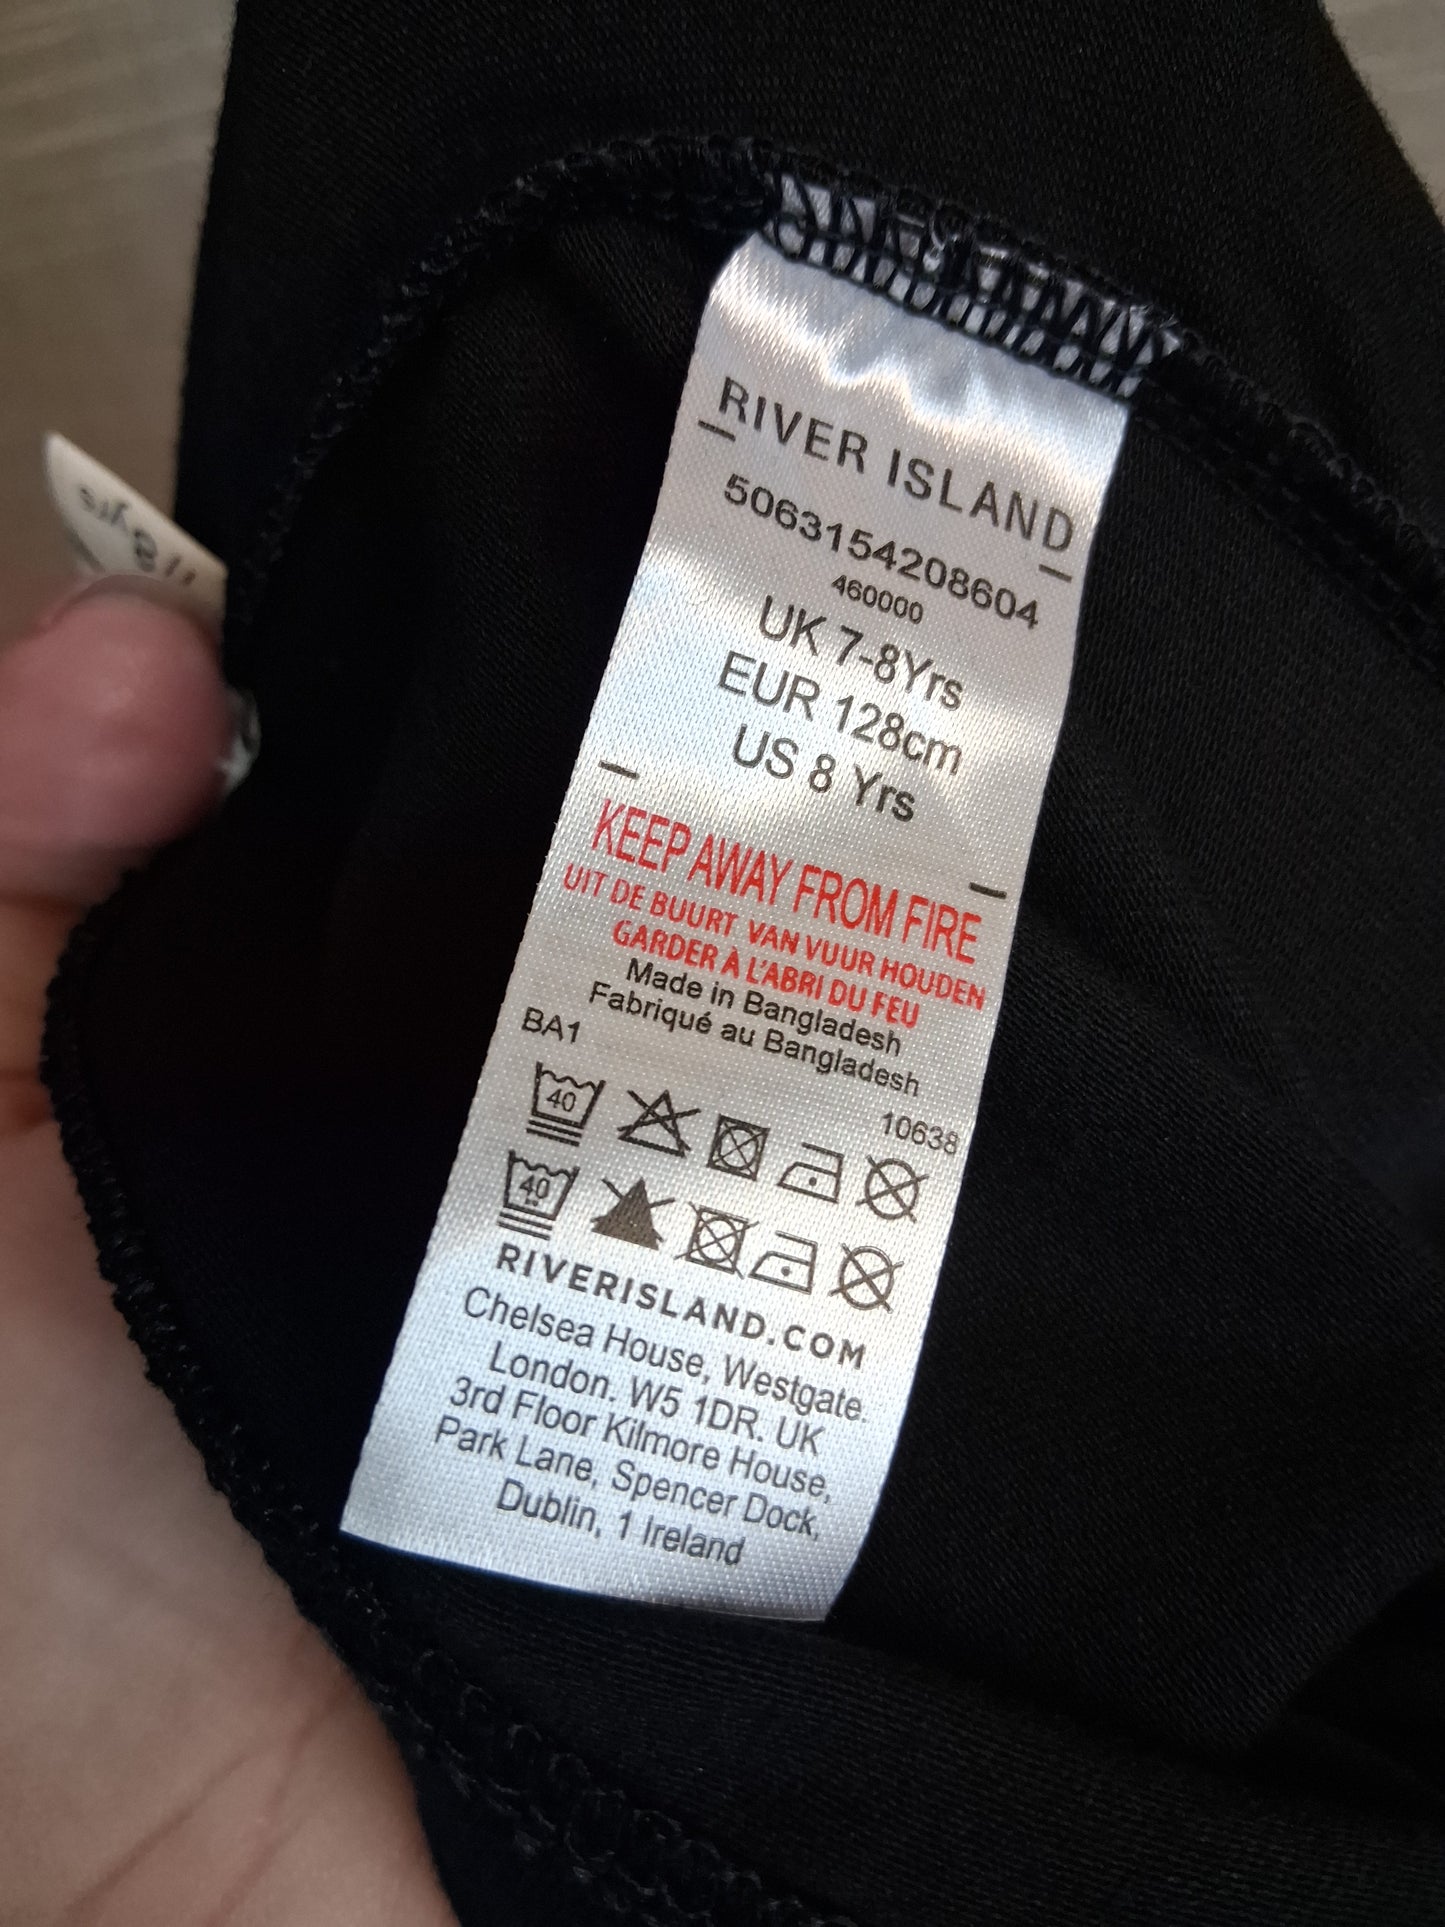 RIVER ISLAND
5063154208604
460000
UK 7-8Yrs
EUR 128cm
US 8 Yrs
KEEP AWAY FROM FIRE
UIT DE BUURT VAN VUUR HOUDEN
GARDER À L'ABRI DU FEU
Made in Bangladesh
Fabriqué au Bangladesh
BA1
10638
40
40
RIVERISLAND.COM
Chelsea House, Westgate.
London. W5 1DR. UK
3rd Floor Kilmore House,
Park Lane, Spencer Dock,
Dublin, 1 Ireland